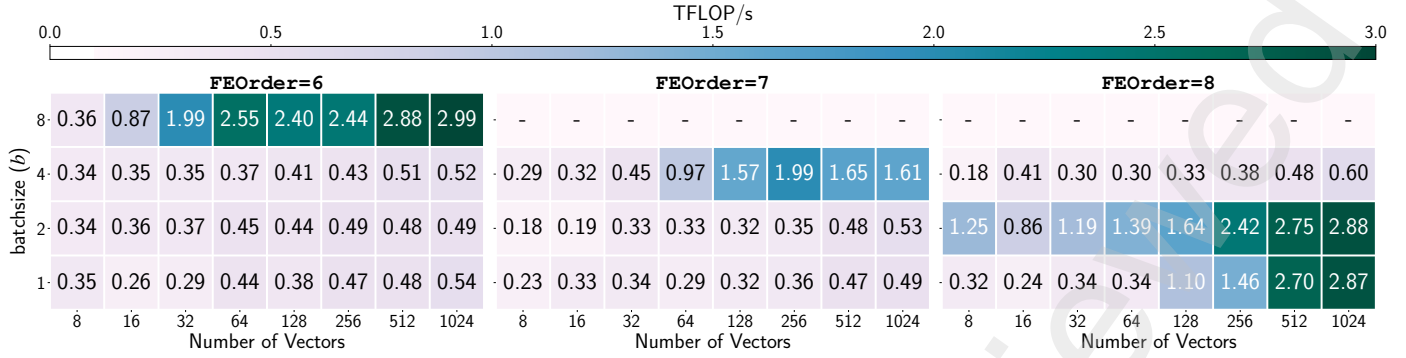 TFLOP/s
0.0 0.5 1.0 1.5 2.0 2.5 3.0
FEOrder=6 FEOrder=7 FEOrder=8
8 0.36 0.87 1.99 2.55 2.40 2.44 2.88 2.99 - - - - - - - - - - - - - - - -
4 0.34 0.35 0.35 0.37 0.41 0.43 0.51 0.52 0.29 0.32 0.45 0.97 1.57 1.99 1.65 1.61 0.18 0.41 0.30 0.30 0.33 0.38 0.48 0.60
2 0.34 0.36 0.37 0.45 0.44 0.49 0.48 0.49 0.18 0.19 0.33 0.33 0.32 0.35 0.48 0.53 1.25 0.86 1.19 1.39 1.64 2.42 2.75 2.88
1 0.35 0.26 0.29 0.44 0.38 0.47 0.48 0.54 0.23 0.33 0.34 0.29 0.32 0.36 0.47 0.49 0.32 0.24 0.34 0.34 1.10 1.46 2.70 2.87
batchsize (b)
8 16 32 64 128 256 512 1024 8 16 32 64 128 256 512 1024 8 16 32 64 128 256 512 1024
Number of Vectors Number of Vectors Number of Vectors
iewed